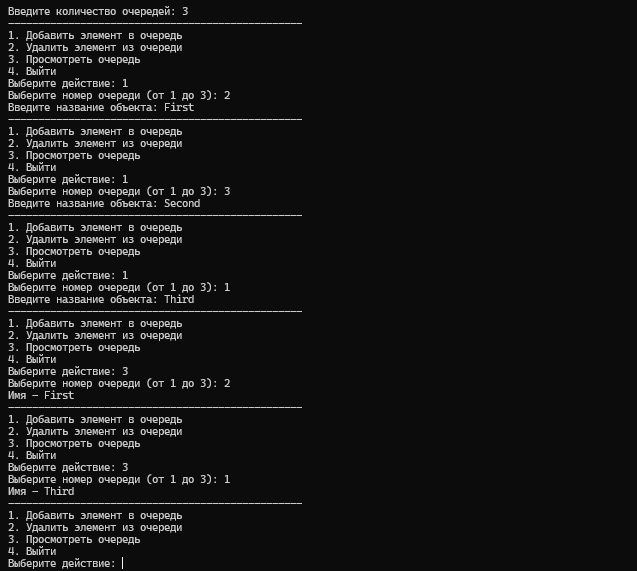 Введите количество очередей: 3
-------------------------------------------------
1. Добавить элемент в очередь
2. Удалить элемент из очереди
3. Просмотреть очередь
4. Выйти
Выберите действие: 1
Выберите номер очереди (от 1 до 3): 2
Введите название объекта: First
-------------------------------------------------
1. Добавить элемент в очередь
2. Удалить элемент из очереди
3. Просмотреть очередь
4. Выйти
Выберите действие: 1
Выберите номер очереди (от 1 до 3): 3
Введите название объекта: Second
-------------------------------------------------
1. Добавить элемент в очередь
2. Удалить элемент из очереди
3. Просмотреть очередь
4. Выйти
Выберите действие: 1
Выберите номер очереди (от 1 до 3): 1
Введите название объекта: Third
-------------------------------------------------
1. Добавить элемент в очередь
2. Удалить элемент из очереди
3. Просмотреть очередь
4. Выйти
Выберите действие: 3
Выберите номер очереди (от 1 до 3): 2
Имя - First
-------------------------------------------------
1. Добавить элемент в очередь
2. Удалить элемент из очереди
3. Просмотреть очередь
4. Выйти
Выберите действие: 3
Выберите номер очереди (от 1 до 3): 1
Имя - Third
-------------------------------------------------
1. Добавить элемент в очередь
2. Удалить элемент из очереди
3. Просмотреть очередь
4. Выйти
Выберите действие: